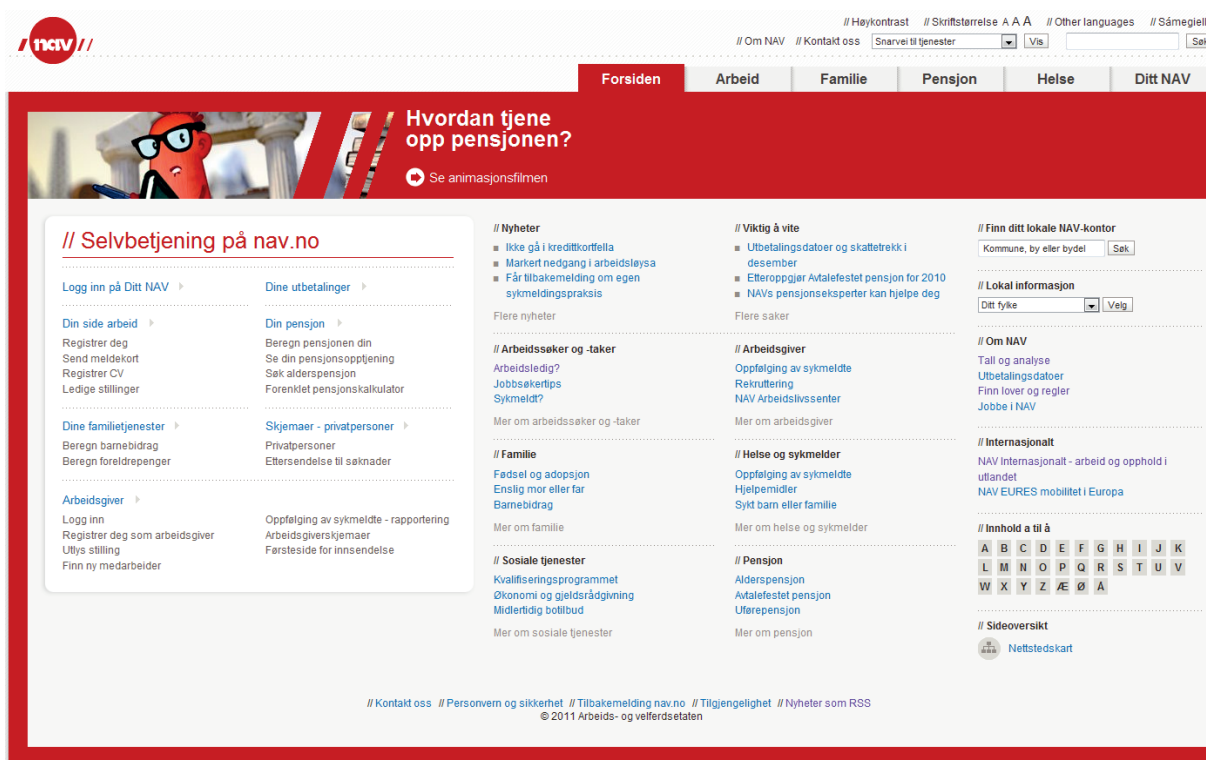 // Høykontrast // Skriftstørrelse A A A // Other languages // Sámegiell
nav
// Om NAV // Kontakt oss Snarvei til tjenester Vis Søk
Forsiden Arbeid Familie Pensjon Helse Ditt NAV
Hvordan tjene
opp pensjonen?
Se animasjonsfilmen
// Selvbetjening på nav.no
Logg inn på Ditt NAV
Dine utbetalinger
Din side arbeid
Registrer deg
Send meldekort
Registrer CV
Ledige stillinger
Din pensjon
Beregn pensjonen din
Se din pensjonsopptjening
Søk alderspensjon
Forenklet pensjonskalkulator
Dine familietjenester
Beregn barnebidrag
Beregn foreldrepenger
Skjemaer - privatpersoner
Privatpersoner
Ettersendelse til søknader
Arbeidsgiver
Logg inn
Registrer deg som arbeidsgiver
Utlys stilling
Finn ny medarbeider
Oppfølging av sykmeldte - rapportering
Arbeidsgiverskjemaer
Førsteside for innsendelse
// Nyheter
Ikke gå i kredittkortfella
Markert nedgang i arbeidsløysa
Får tilbakemelding om egen
sykmeldingspraksis
Flere nyheter
// Viktig å vite
Utbetalingsdatoer og skattetrekk i
desember
Etteroppgjør Avtalefestet pensjon for 2010
NAVs pensjonseksperter kan hjelpe deg
Flere saker
// Arbeidssøker og -taker
Arbeidsledig?
Jobbsøkertips
Sykmeldt?
Mer om arbeidssøker og -taker
// Arbeidsgiver
Oppfølging av sykmeldte
Rekruttering
NAV Arbeidslivssenter
Mer om arbeidsgiver
// Familie
Fødsel og adopsjon
Enslig mor eller far
Barnebidrag
Mer om familie
// Helse og sykmelder
Oppfølging av sykmeldte
Hjelpemidler
Sykt barn eller familie
Mer om helse og sykmelder
// Sosiale tjenester
Kvalifiseringsprogrammet
Økonomi og gjeldsrådgivning
Midlertidig botilbud
Mer om sosiale tjenester
// Pensjon
Alderspensjon
Avtalefestet pensjon
Uførepensjon
Mer om pensjon
// Finn ditt lokale NAV-kontor
Kommune, by eller bydel Søk
// Lokal informasjon
Ditt fylke Velg
// Om NAV
Tall og analyse
Utbetalingsdatoer
Finn lover og regler
Jobbe i NAV
// Internasjonalt
NAV Internasjonalt - arbeid og opphold i
utlandet
NAV EURES mobilitet i Europa
// Innhold a til å
A B C D E F G H I J K
L M N O P Q R S T U V
W X Y Z Æ Ø Å
// Sideoversikt
Nettstedskart
// Kontakt oss // Personvern og sikkerhet // Tilbakemelding nav.no // Tilgjengelighet // Nyheter som RSS
© 2011 Arbeids- og velferdsetaten